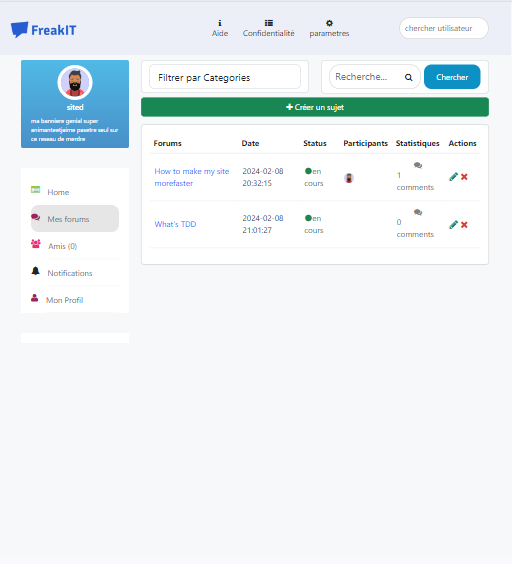 FreakIT
Aide
Confidentialité
parametres
chercher utilisateur
sited
ma banniere genial super
animenteetjaime pasetre seul sur
ce reseau de merdre
Home
Mes forums
Amis (0)
Notifications
Mon Profil
Filtrer par Categories
Recherche...
Chercher
Créer un sujet
Forums Date Status Participants Statistiques Actions
How to make my site
morefaster
2024-02-08
20:32:15
en
cours
1
comments
What's TDD
2024-02-08
21:01:27
en
cours
0
comments